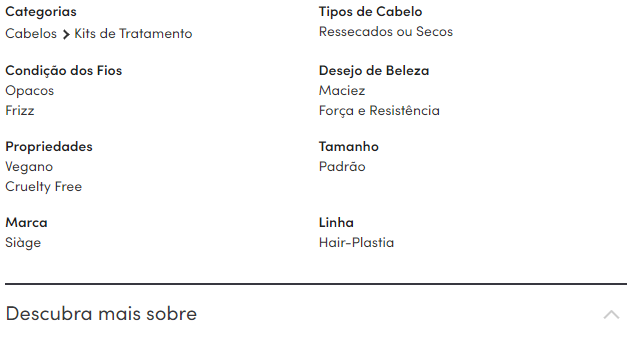 Categorias
Cabelos > Kits de Tratamento
Tipos de Cabelo
Ressecados ou Secos
Condição dos Fios
Opacos
Frizz
Desejo de Beleza
Maciez
Força e Resistência
Propriedades
Vegano
Cruelty Free
Tamanho
Padrão
Marca
Siàge
Linha
Hair-Plastia
Descubra mais sobre